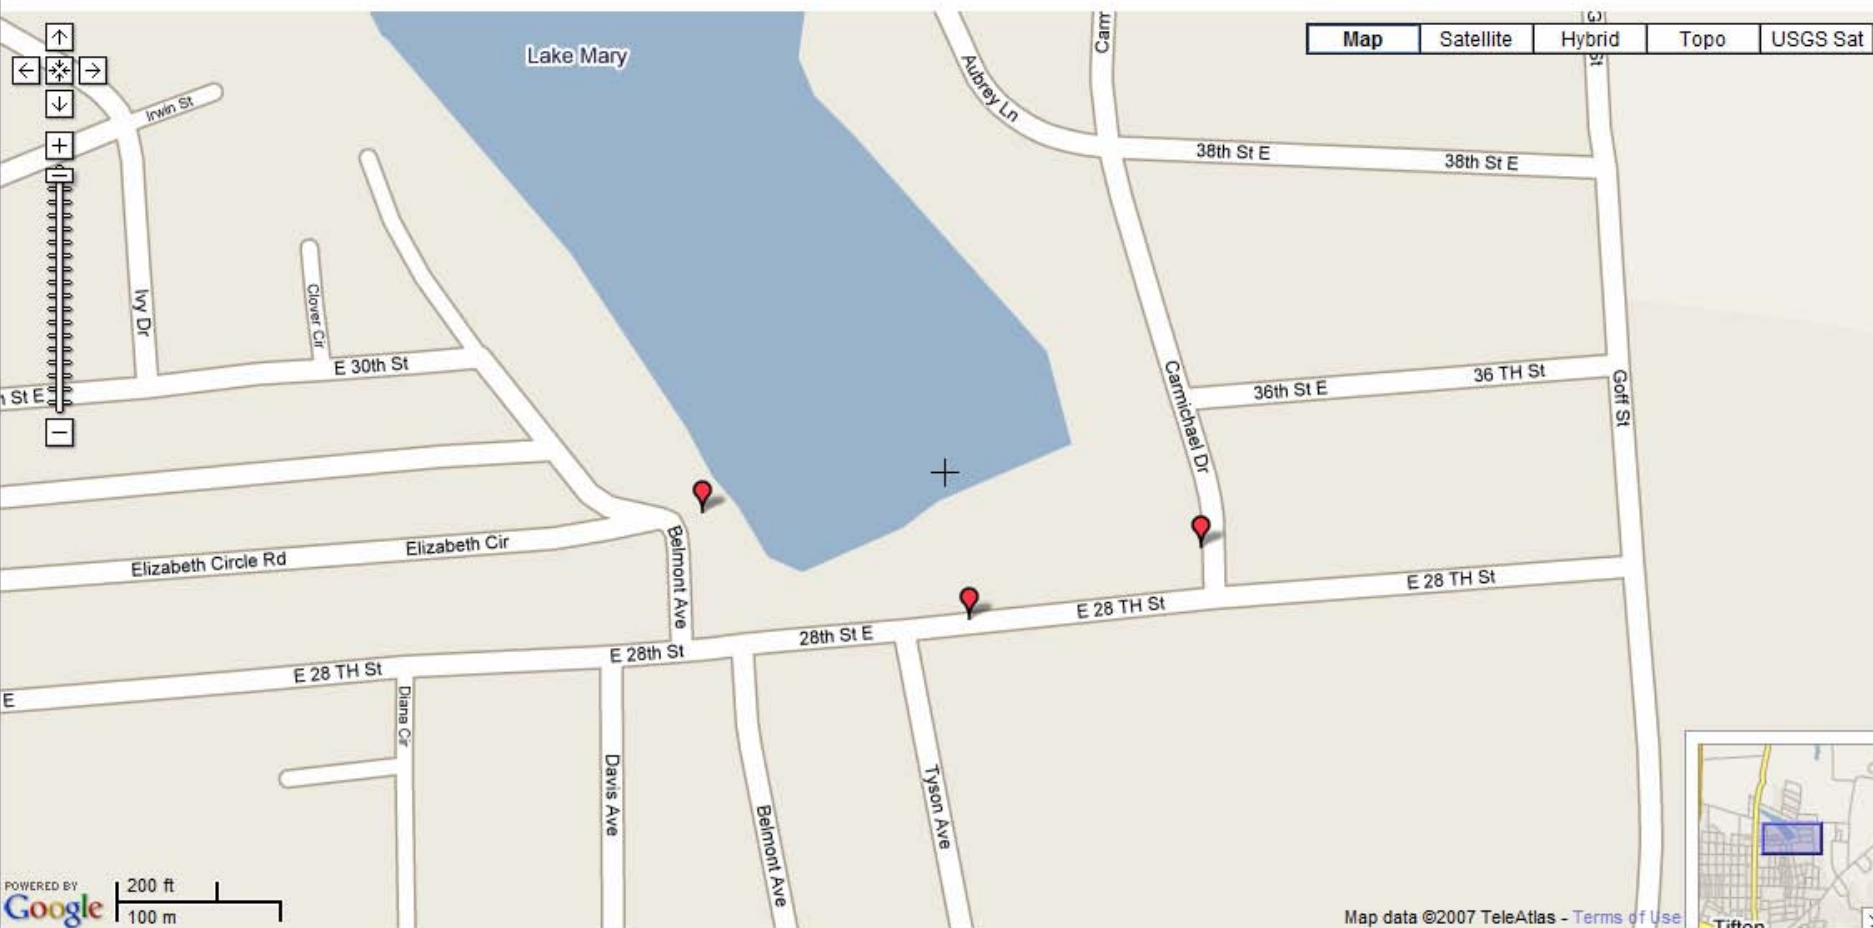 Lake Mary
Map
Satellite
Hybrid
Topo
USGS Sat
Irwin St
Aubrey Ln
Carm
St
38th St E
38th St E
Ivy Dr
Clover Cir
E 30th St
St E
Carmichael Dr
36th St E
36 TH St
Goff St
Elizabeth Circle Rd
Elizabeth Cir
Belmont Ave
E 28 TH St
E 28 TH St
28th St E
E 28th St
E 28 TH St
E
Diana Cir
Davis Ave
Belmont Ave
Tyson Ave
POWERED BY
Google
200 ft
100 m
Map data ©2007 TeleAtlas - Terms of Use
Tifton